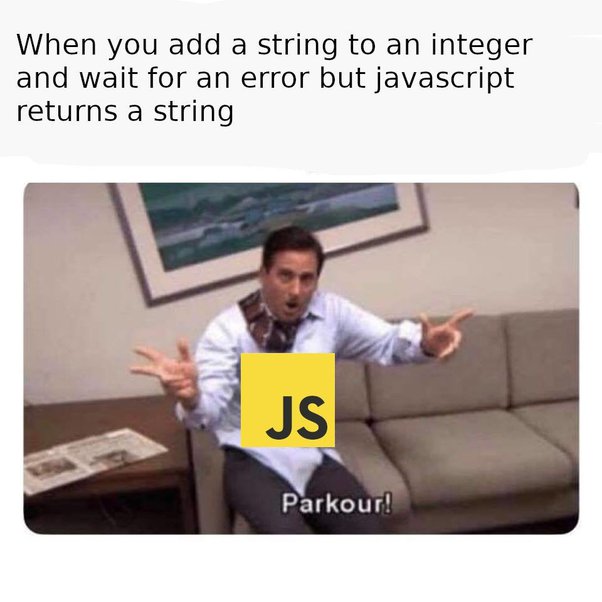 When you add a string to an integer
and wait for an error but javascript
returns a string
JS
Parkour!